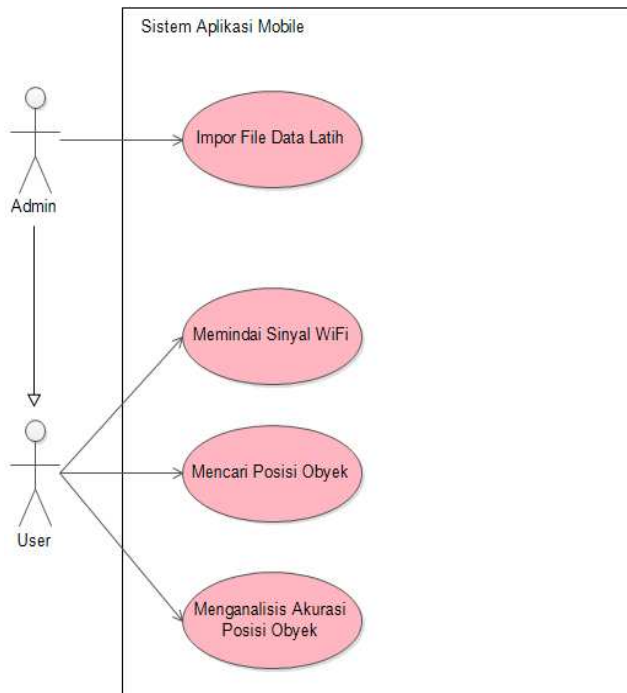 Sistem Aplikasi Mobile
Impor File Data Latih
Admin
Memindai Sinyal WiFi
Mencari Posisi Obyek
User
Menganalisis Akurasi
Posisi Obyek